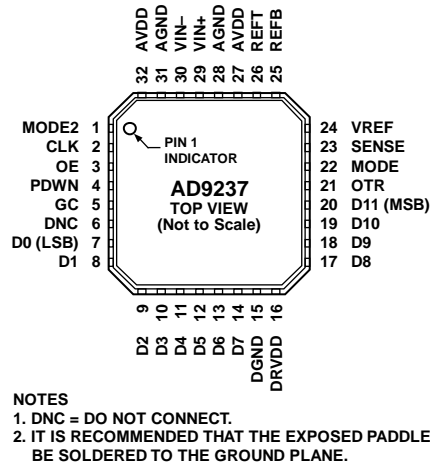 32 AVDD
31 AGND
30 VIN–
29 VIN+
28 AGND
27 AVDD
26 REFT
25 REFB
MODE2 1
CLK 2
OE 3
PDWN 4
GC 5
DNC 6
D0 (LSB) 7
D1 8
PIN 1
INDICATOR
AD9237
TOP VIEW
(Not to Scale)
24 VREF
23 SENSE
22 MODE
21 OTR
20 D11 (MSB)
19 D10
18 D9
17 D8
D2 9
D3 10
D4 11
D5 12
D6 13
D7 14
DGND 15
DRVDD 16
NOTES
1. DNC = DO NOT CONNECT.
2. IT IS RECOMMENDED THAT THE EXPOSED PADDLE
BE SOLDERED TO THE GROUND PLANE.